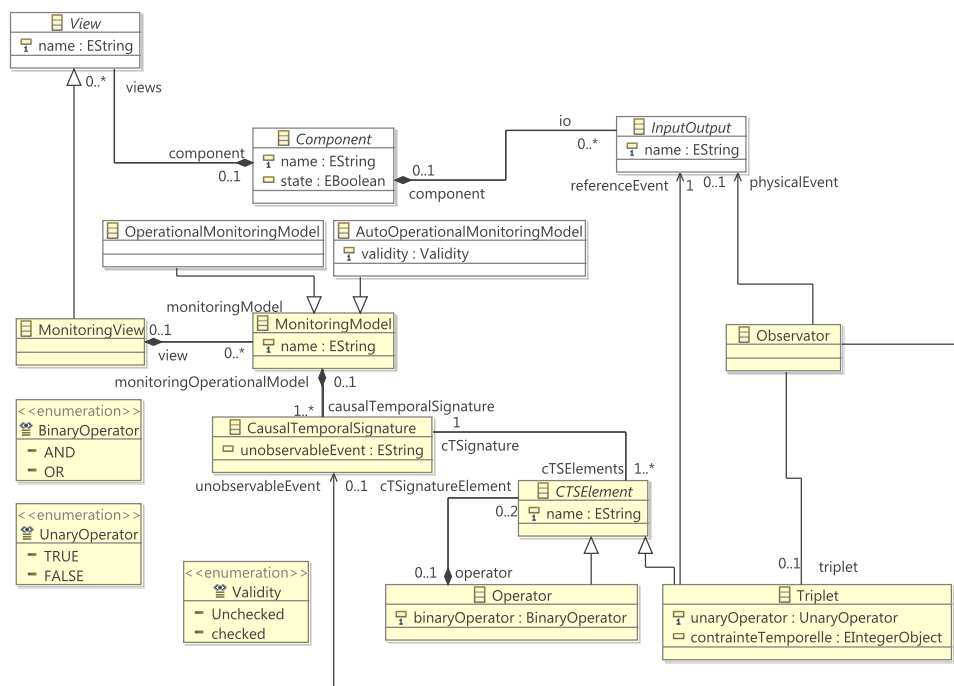 View
name : EString
0..*
views
component
0..1
Component
name : EString
state : EBoolean
0..1
component
io
0..*
InputOutput
name : EString
referenceEvent
1
0..1
physicalEvent
OperationalMonitoringModel
AutoOperationalMonitoringModel
validity : Validity
monitoringModel
MonitoringView
0..1
view
0..*
MonitoringModel
name : EString
Observator
monitoringOperationalModel
0..1
1..*
causalTemporalSignature
CausalTemporalSignature
unobservableEvent : EString
1
cTSignature
<<enumeration>>
BinaryOperator
AND
OR
unobservableEvent
0..1
cTSElements
1..*
cTSignatureElement
0..2
CTSElement
name : EString
<<enumeration>>
UnaryOperator
TRUE
FALSE
<<enumeration>>
Validity
Unchecked
checked
0..1
operator
Operator
binaryOperator : BinaryOperator
0..1
triplet
Triplet
unaryOperator : UnaryOperator
contrainteTemporelle : EIntegerObject